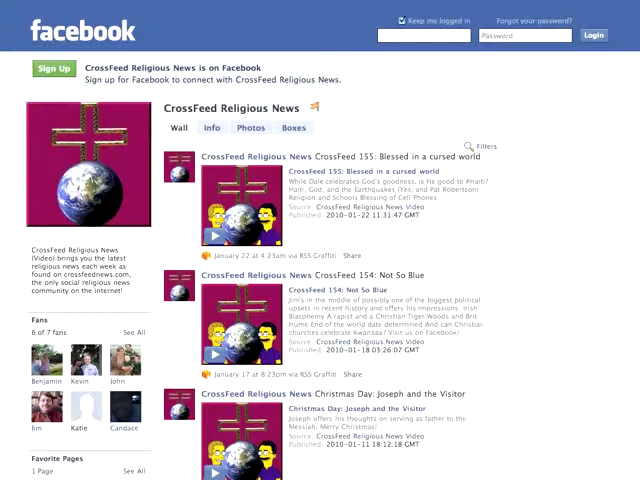 facebook
Keep me logged in
Forgot your password?
Password
Login
Sign Up
CrossFeed Religious News is on Facebook
Sign up for Facebook to connect with CrossFeed Religious News.
CrossFeed Religious News
Wall Info Photos Boxes
Filters
CrossFeed Religious News CrossFeed 155: Blessed in a cursed world
CrossFeed 155: Blessed in a cursed world
While Dale celebrates God's goodness, is He good to #Haiti?
Haiti, God, and the Earthquakes (Yes, and Pat Robertson)
Religion and Schools Blessing of Cell Phones
Source: CrossFeed Religious News Video
Published: 2010-01-22 11:31:47 GMT
January 22 at 4:23am via RSS Graffiti Share
CrossFeed Religious News
(Video) brings you the latest
religious news each week as
found on crossfeednews.com,
the only social religious news
community on the internet!
CrossFeed Religious News CrossFeed 154: Not So Blue
CrossFeed 154: Not So Blue
Jim's in the middle of possibly one of the biggest political
upsets in recent history and offers his impressions. Irish
Blasphemy A rapist and a Christian Tiger Woods and Brit
Hume End of the world date determined And can Christian
churches celebrate Kwanzaa? Visit us on Facebook!
Source: CrossFeed Religious News Video
Published: 2010-01-18 03:26:07 GMT
January 17 at 8:23pm via RSS Graffiti Share
Fans
6 of 7 fans See All
Benjamin Kevin John
Jim Katie Candace
Favorite Pages
1 Page See All
CrossFeed Religious News Christmas Day: Joseph and the Visitor
Christmas Day: Joseph and the Visitor
Joseph offers his thoughts on serving as father to the
Messiah. Merry Christmas!
Source: CrossFeed Religious News Video
Published: 2010-01-11 18:12:18 GMT